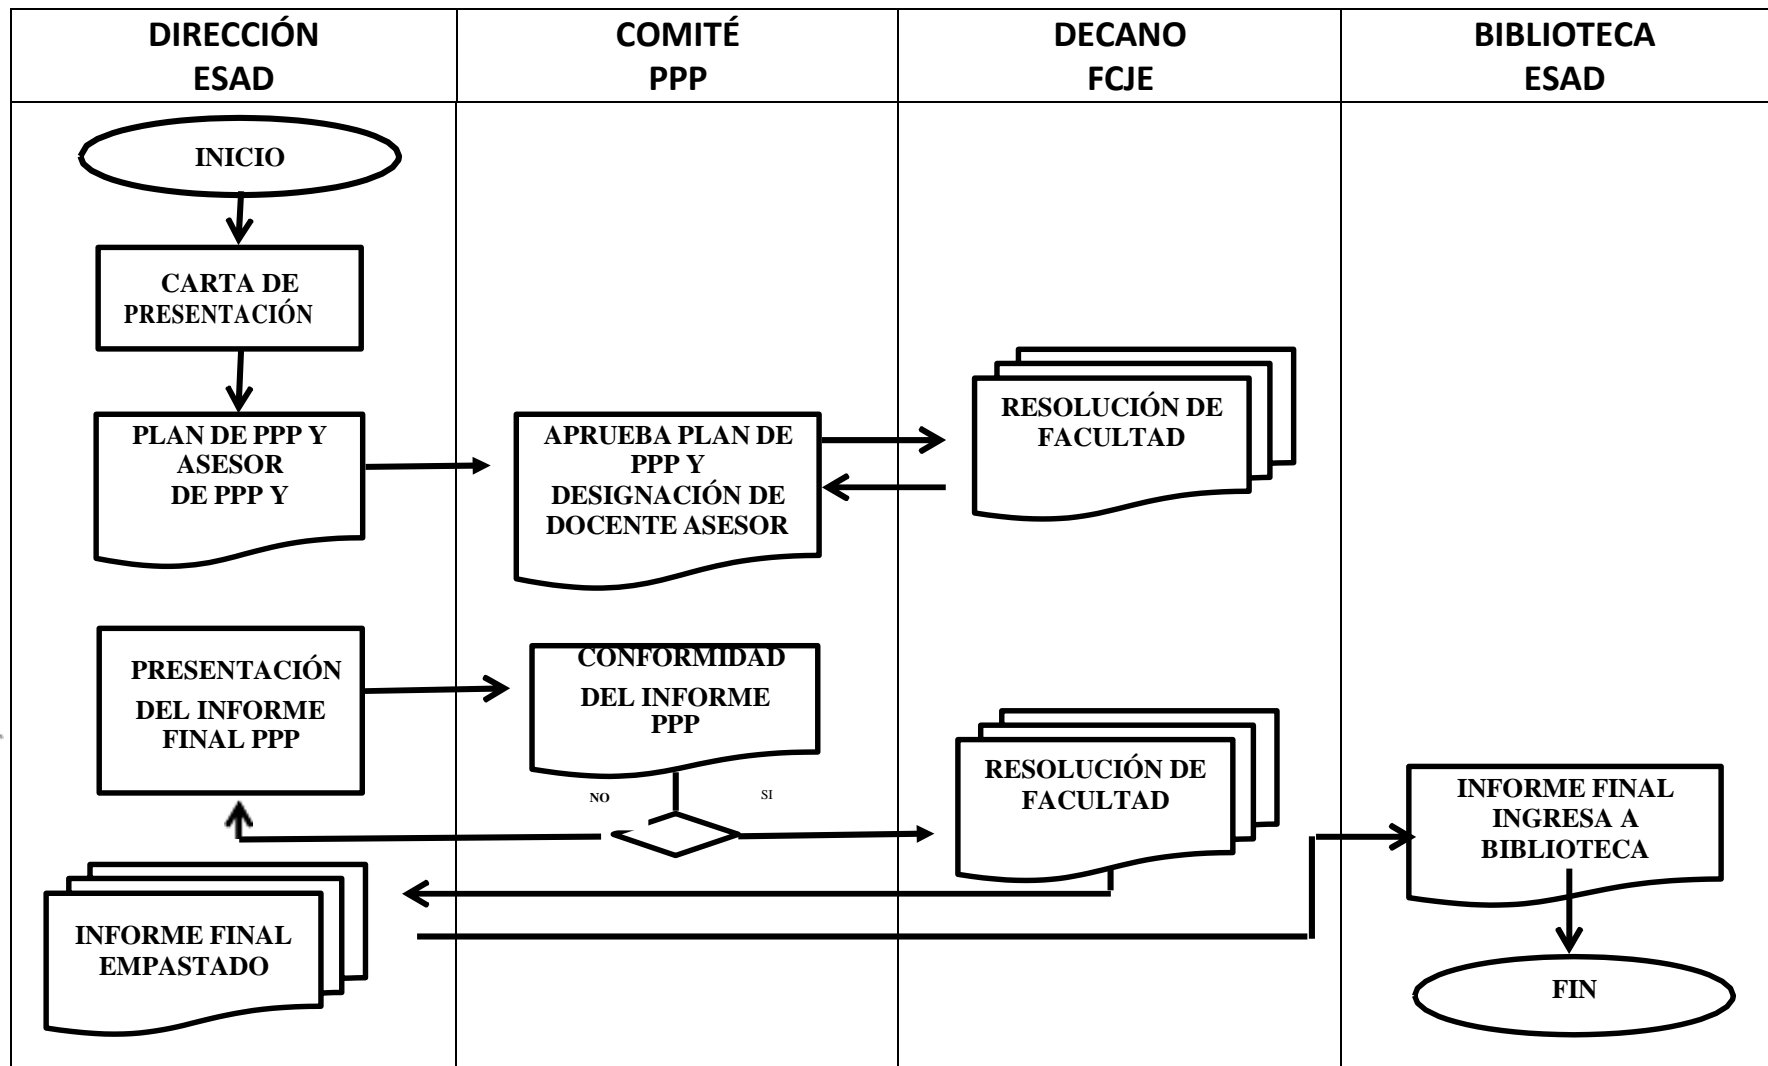 DIRECCIÓN
ESAD
COMITÉ
PPP
DECANO
FCJE
BIBLIOTECA
ESAD
INICIO
CARTA DE
PRESENTACIÓN
PLAN DE PPP Y
ASESOR
DE PPP Y
APRUEBA PLAN DE
PPP Y
DESIGNACIÓN DE
DOCENTE ASESOR
RESOLUCIÓN DE
FACULTAD
PRESENTACIÓN
DEL INFORME
FINAL PPP
CONFORMIDAD
DEL INFORME
PPP
NO
SI
RESOLUCIÓN DE
FACULTAD
INFORME FINAL
INGRESA A
BIBLIOTECA
INFORME FINAL
EMPASTADO
FIN